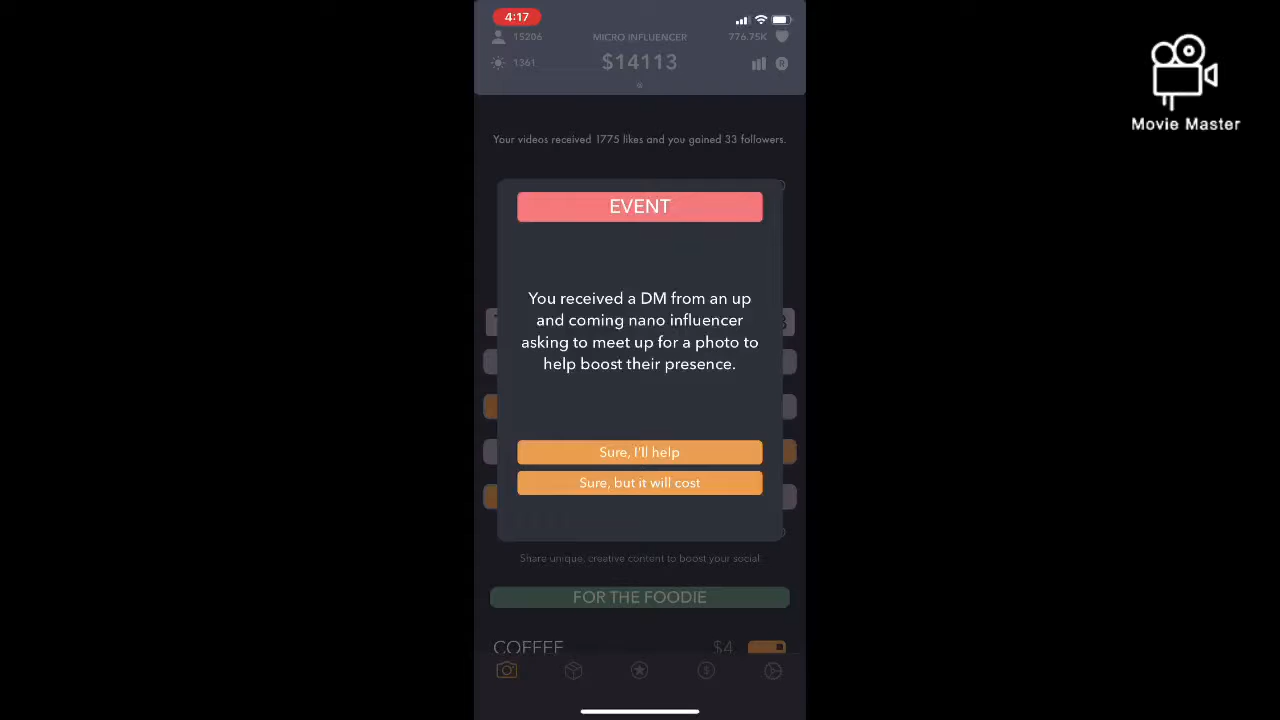 4:17
15206
MICRO INFLUENCER
776.75K
1361
$14113
Your videos received 1775 likes and you gained 33 followers.
EVENT
You received a DM from an up
and coming nano influencer
asking to meet up for a photo to
help boost their presence.
Sure, I'll help
Sure, but it will cost
Share unique, creative content to boost your social.
FOR THE FOODIE
COFFEE
$4
Movie Master